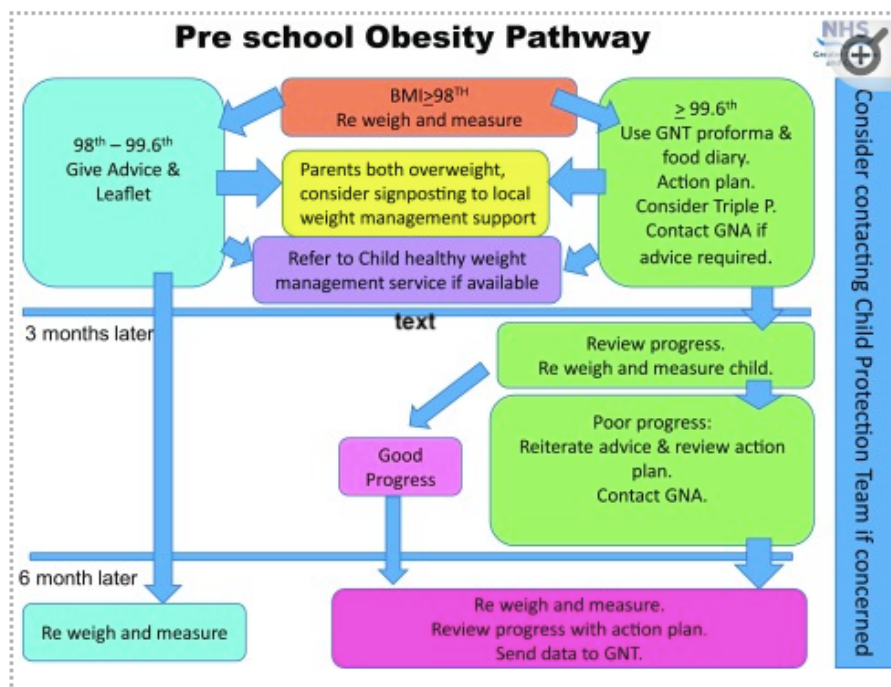 Pre school Obesity Pathway
NHS
BMI≥98TH
Re weigh and measure
98th – 99.6th
Give Advice &
Leaflet
≥ 99.6th
Use GNT proforma &
food diary.
Action plan.
Consider Triple P.
Contact GNA if
advice required.
Parents both overweight,
consider signposting to local
weight management support
Refer to Child healthy weight
management service if available
text
3 months later
Review progress.
Re weigh and measure child.
Poor progress:
Reiterate advice & review action
plan.
Contact GNA.
Good
Progress
6 month later
Re weigh and measure
Re weigh and measure.
Review progress with action plan.
Send data to GNT.
Consider contacting Child Protection Team if concerned